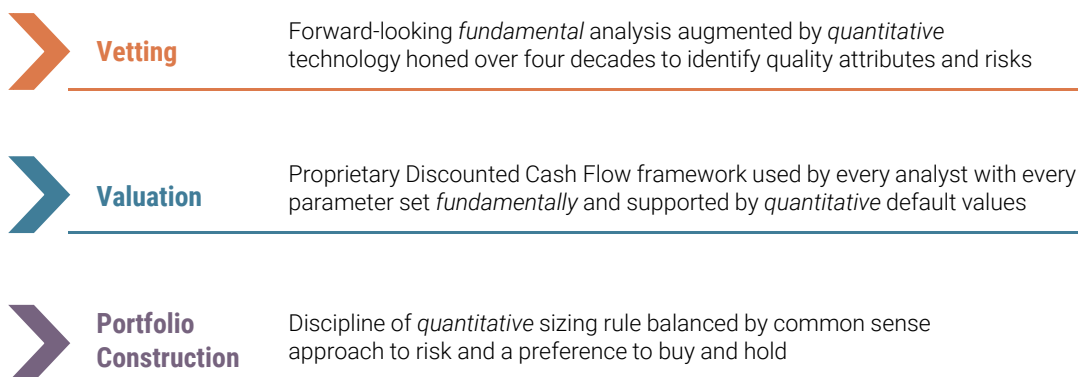 Vetting
Forward-looking fundamental analysis augmented by quantitative
technology honed over four decades to identify quality attributes and risks
Valuation
Proprietary Discounted Cash Flow framework used by every analyst with every
parameter set fundamentally and supported by quantitative default values
Portfolio
Construction
Discipline of quantitative sizing rule balanced by common sense
approach to risk and a preference to buy and hold